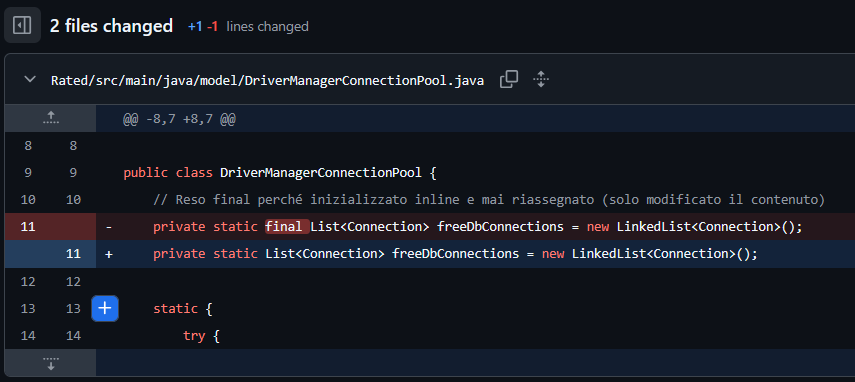 2 files changed +1 -1 lines changed
Rated/src/main/java/model/DriverManagerConnectionPool.java
@@ -8,7 +8,7 @@
8 8
9 9 public class DriverManagerConnectionPool {
10 10 // Reso final perché inizializzato inline e mai riassegnato (solo modificato il contenuto)
11 - private static final List<Connection> freeDbConnections = new LinkedList<Connection>();
11 + private static List<Connection> freeDbConnections = new LinkedList<Connection>();
12 12
13 13 + static {
14 14 try {